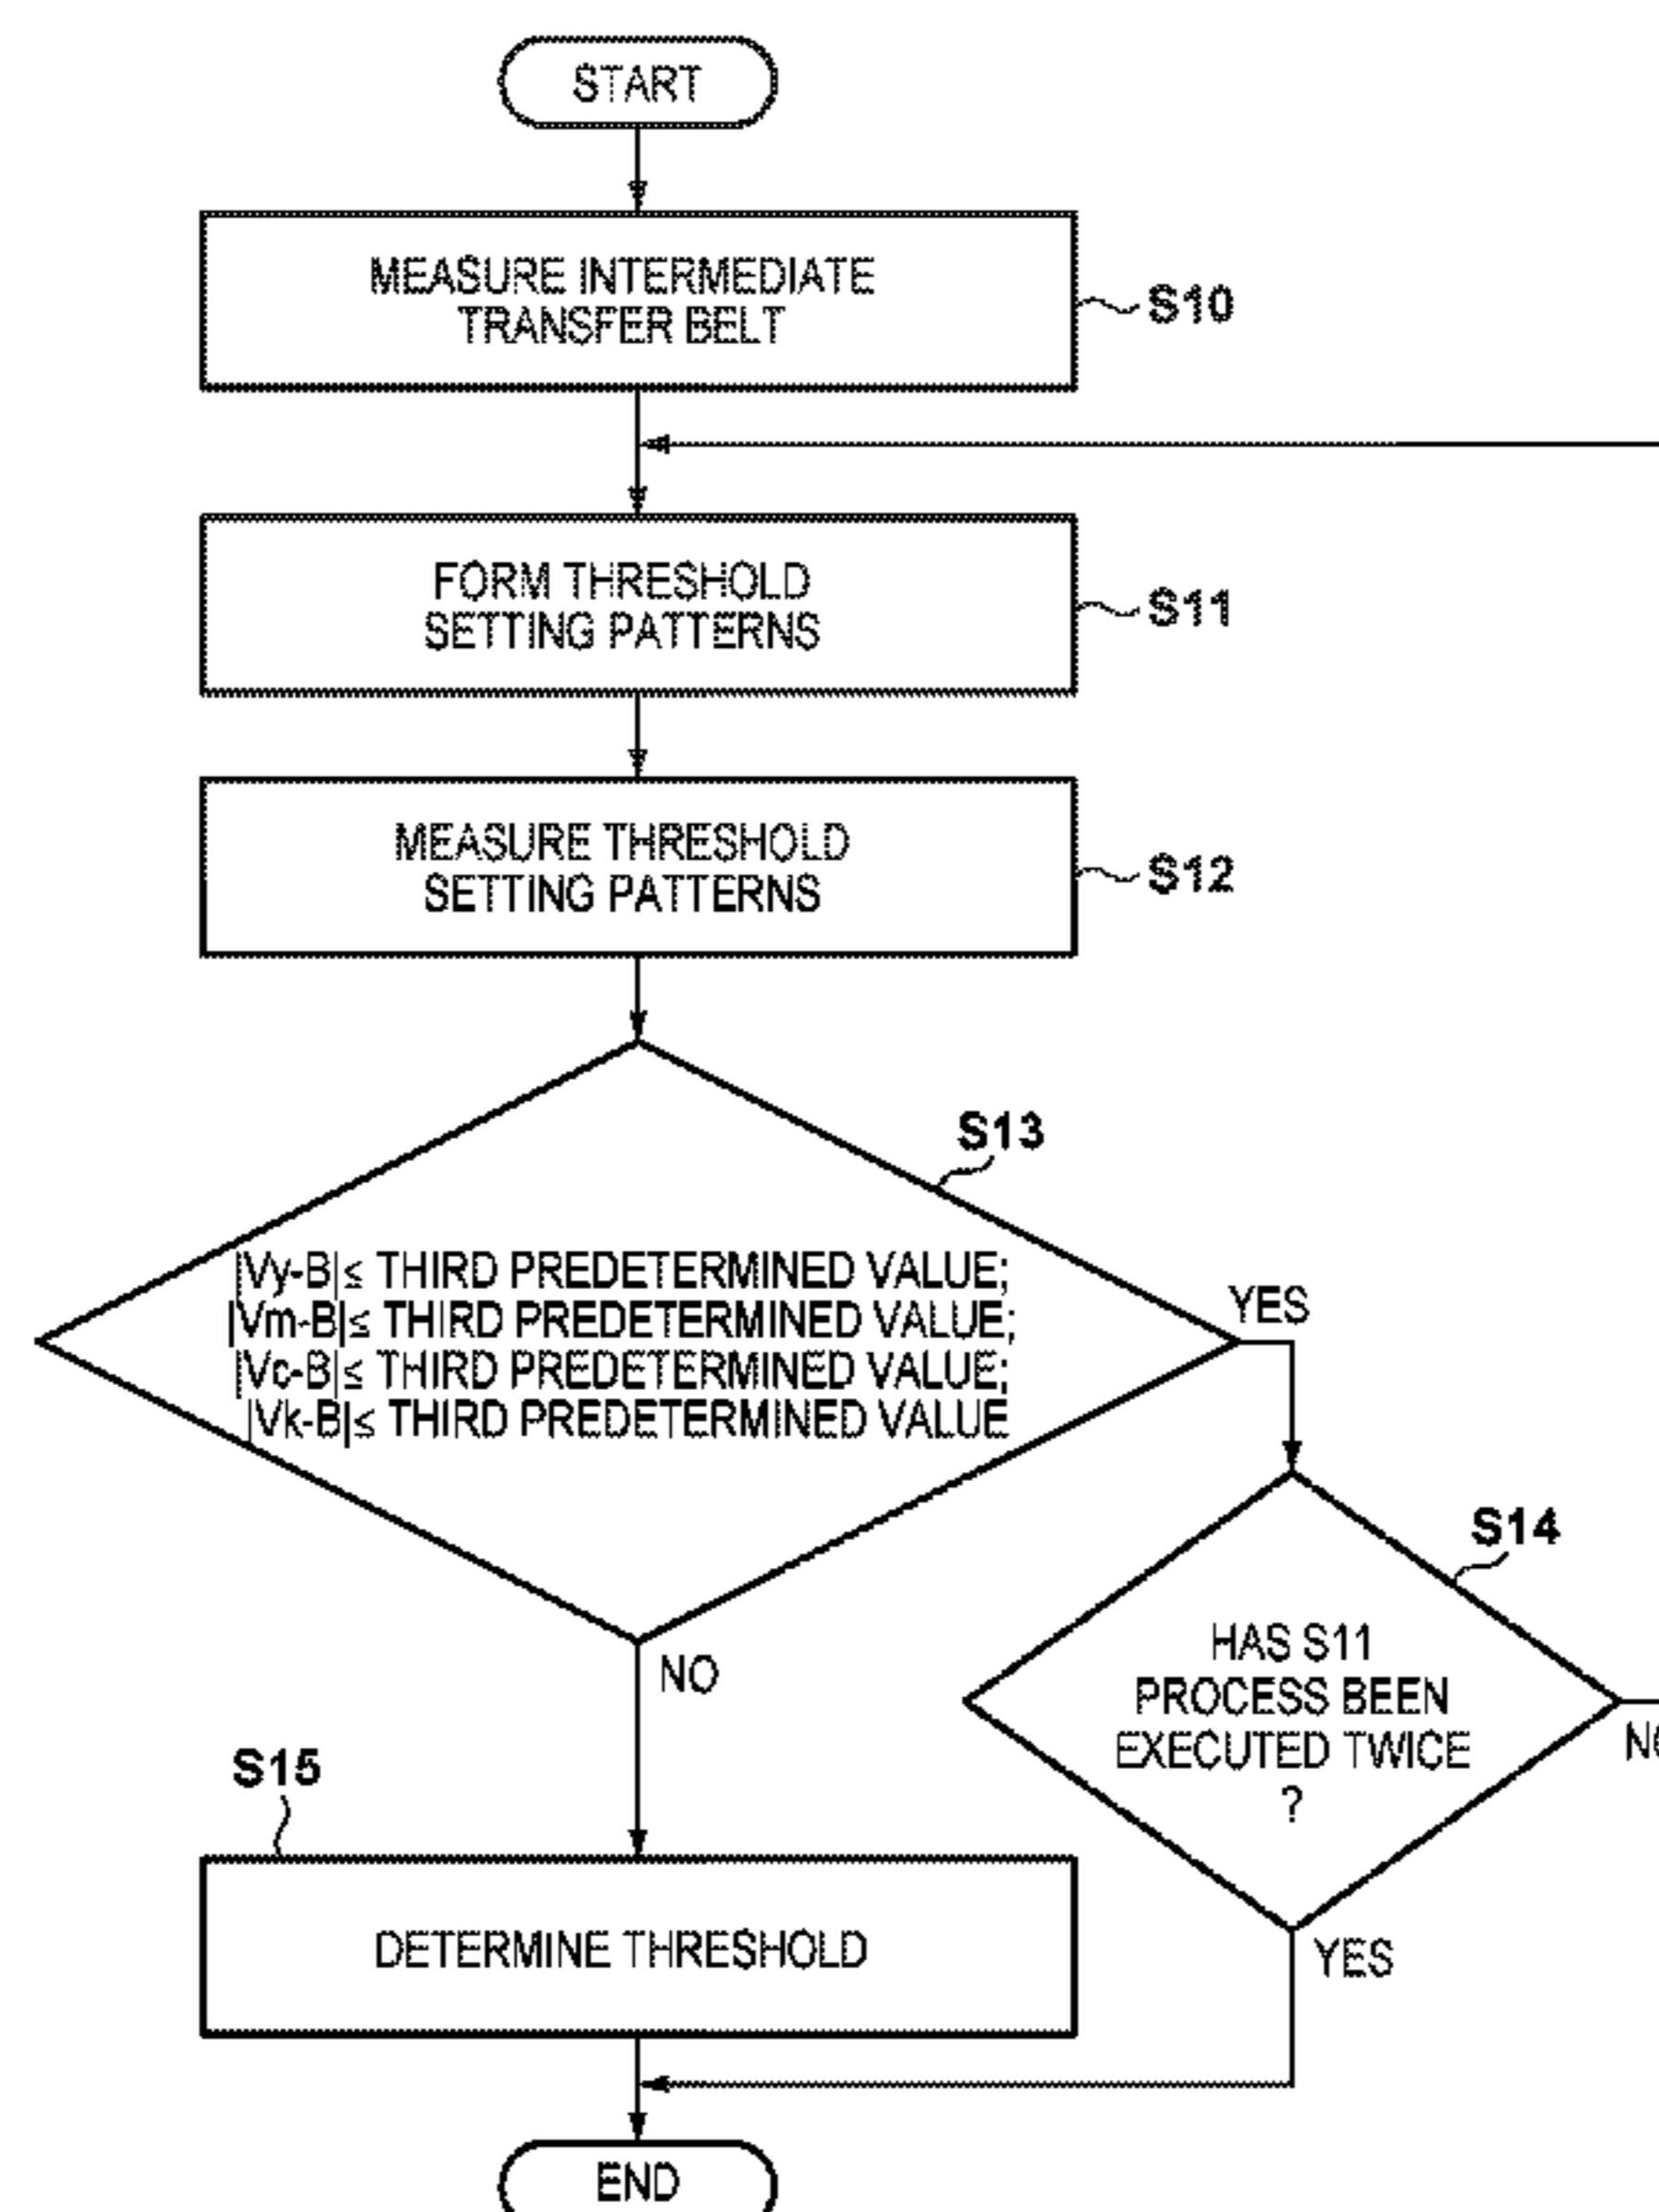 START
MEASURE INTERMEDIATE
TRANSFER BELT
S10
FORM THRESHOLD
SETTING PATTERNS
S11
MEASURE THRESHOLD
SETTING PATTERNS
S12
S13
|Vy-B|≤ THIRD PREDETERMINED VALUE;
|Vm-B|≤ THIRD PREDETERMINED VALUE;
|Vc-B|≤ THIRD PREDETERMINED VALUE;
|Vk-B|≤ THIRD PREDETERMINED VALUE
YES
S14
HAS S11
PROCESS BEEN
EXECUTED TWICE
?
NO
NO
YES
S15
DETERMINE THRESHOLD
END